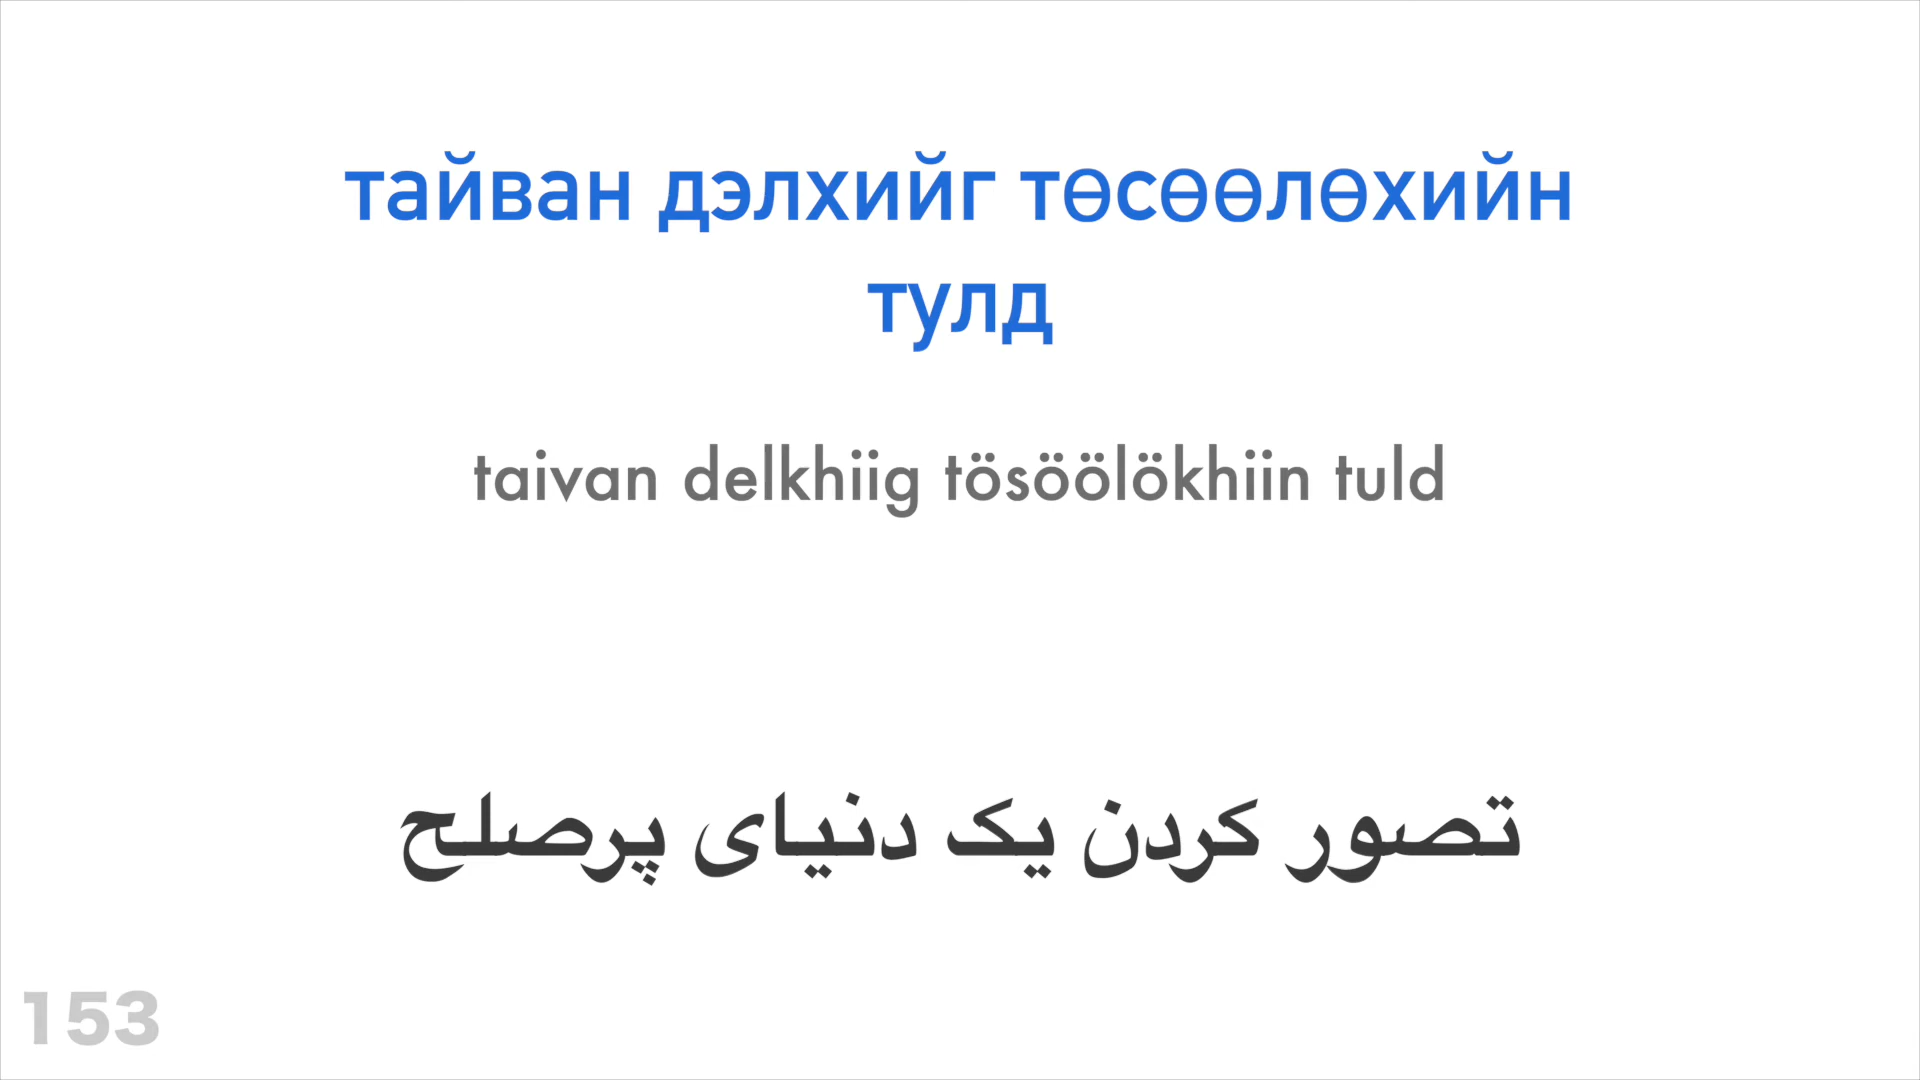 тайван дэлхийг төсөөлөхийн
тулд
taivan delkhiig tösöölökhiin tuld
تصور کردن یک دنیای پرصلح
153